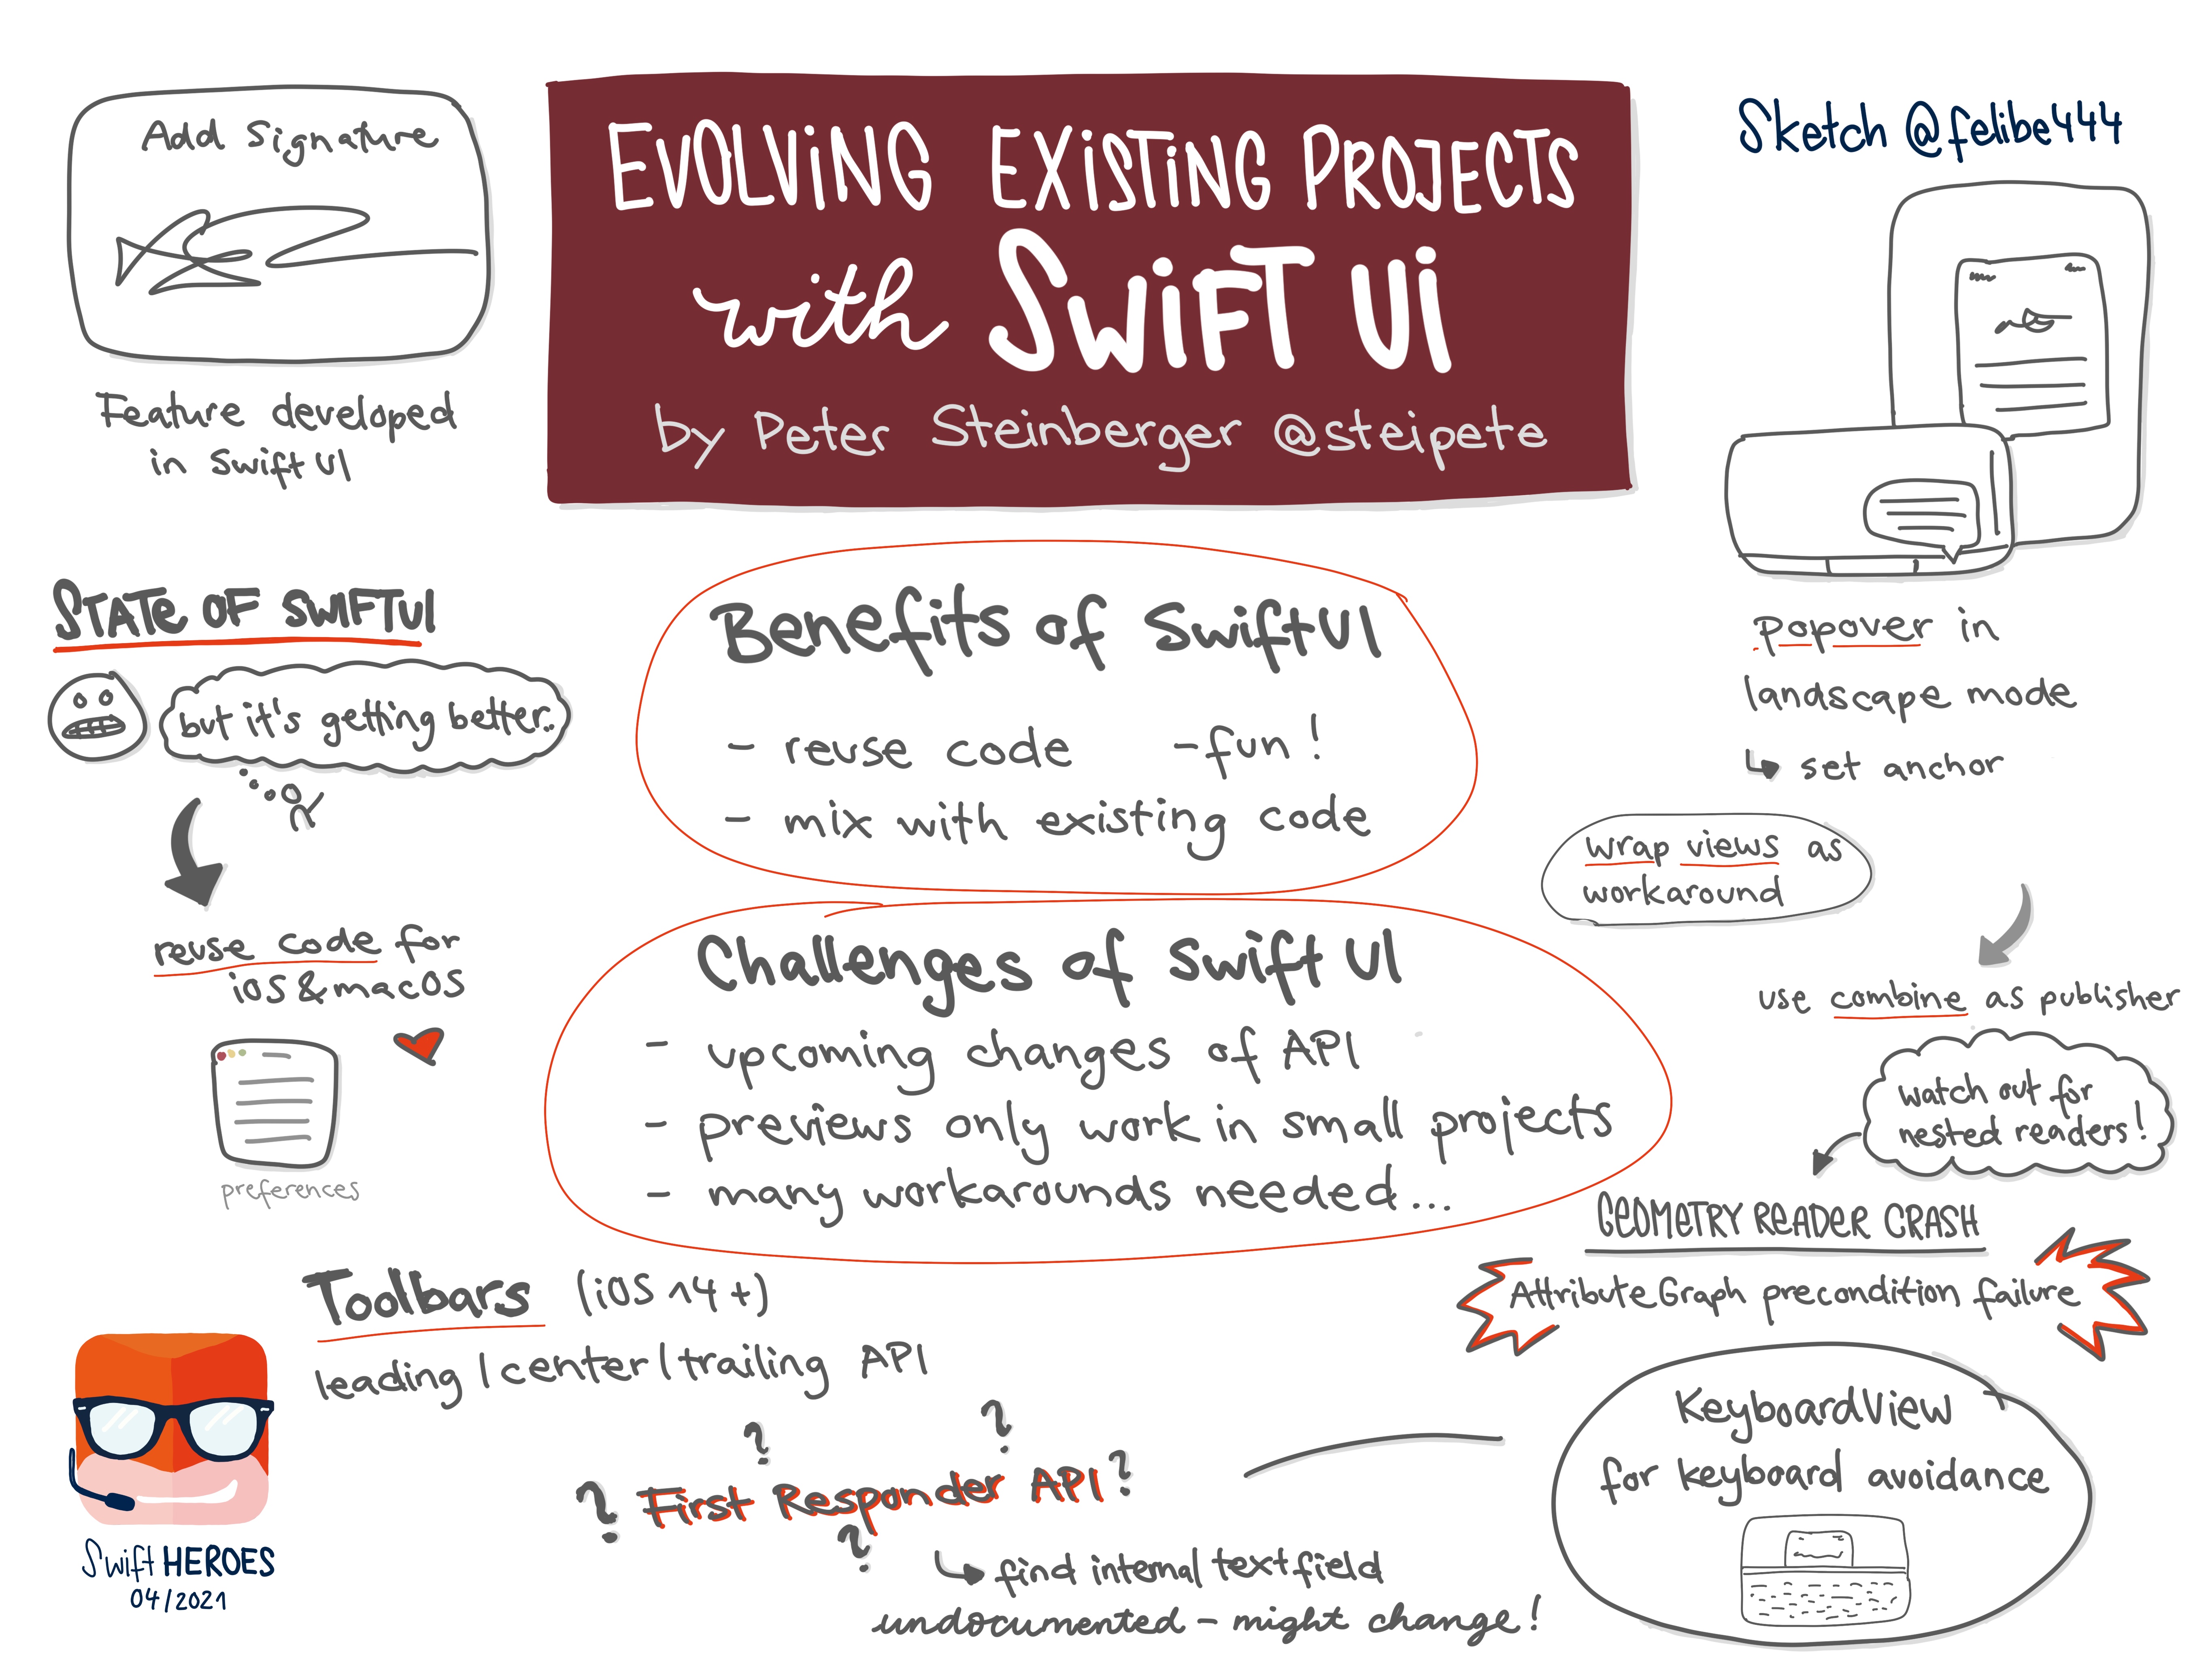 Add Signature
Feature developed
in Swift UI
EVOLViNG EXiSTiNG PROJECTS
with SWiFT Ui
by Peter Steinberger @steipete
Sketch @felibe444
STATE OF SWIFTUI
but it's getting better.
reuse code for
iOS & macOS
preferences
Benefits of SwiftUI
- reuse code - fun!
- mix with existing code
Challenges of Swift UI
- upcoming changes of API
- previews only work in small projects
- many workarounds needed...
popover in
landscape mode
↳ set anchor
wrap views as
workaround
use combine as publisher
watch out for
nested readers!
GEOMETRY READER CRASH
AttributeGraph precondition failure
Toolbars (iOS 14+)
leading / center / trailing API
? ?
? First Responder API ?
?
↳ find internal textfield
undocumented - might change!
KeyboardView
for keyboard avoidance
Swift HEROES
04/2021